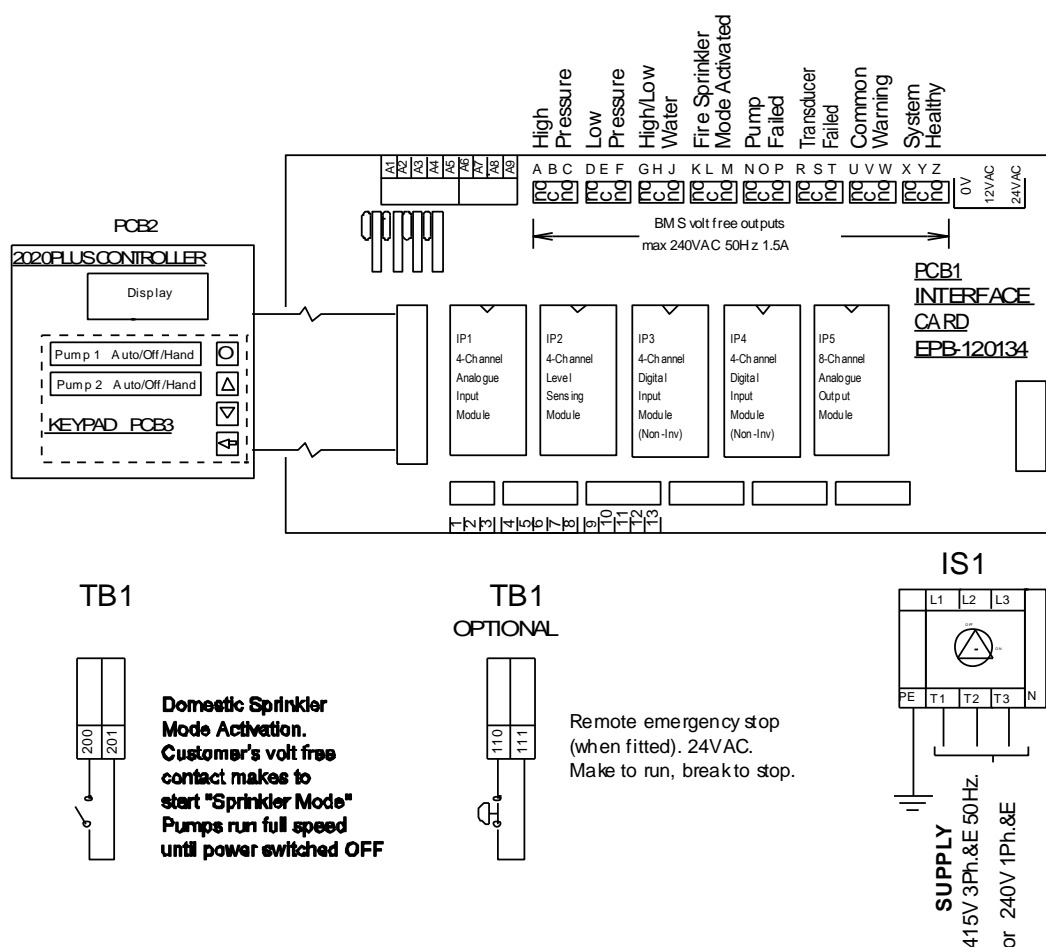 High Pressure
Low Pressure
High/Low Water
Fire Sprinkler Mode Activated
Pump Failed
Transducer Failed
Common Warning
System Healthy
A1 A2 A3 A4 A5 A6 A7 A8 A9
A B C D E F G H J K L M N O P R S T U V W X Y Z
nc c no nc c no nc c no nc c no nc c no nc c no nc c no nc c no
0V 12VAC 24VAC
BMS volt free outputs
max 240VAC 50Hz 1.5A
PCB2
2020PLUS CONTROLLER
Display
Pump 1 Auto/Off/Hand
Pump 2 Auto/Off/Hand
KEYPAD PCB3
PCB1
INTERFACE
CARD
EPB-120134
IP1
4-Channel
Analogue
Input
Module
IP2
4-Channel
Level
Sensing
Module
IP3
4-Channel
Digital
Input
Module
(Non-Inv)
IP4
4-Channel
Digital
Input
Module
(Non-Inv)
IP5
8-Channel
Analogue
Output
Module
1 2 3 4 5 6 7 8 9 10 11 12 13
TB1
200 201
Domestic Sprinkler
Mode Activation.
Customer's volt free
contact makes to
start "Sprinkler Mode"
Pumps run full speed
until power switched OFF
TB1
OPTIONAL
110 111
Remote emergency stop
(when fitted). 24VAC.
Make to run, break to stop.
IS1
L1 L2 L3
OFF
ON
PE T1 T2 T3 N
SUPPLY
415V 3Ph.&E 50Hz.
or 240V 1Ph.&E